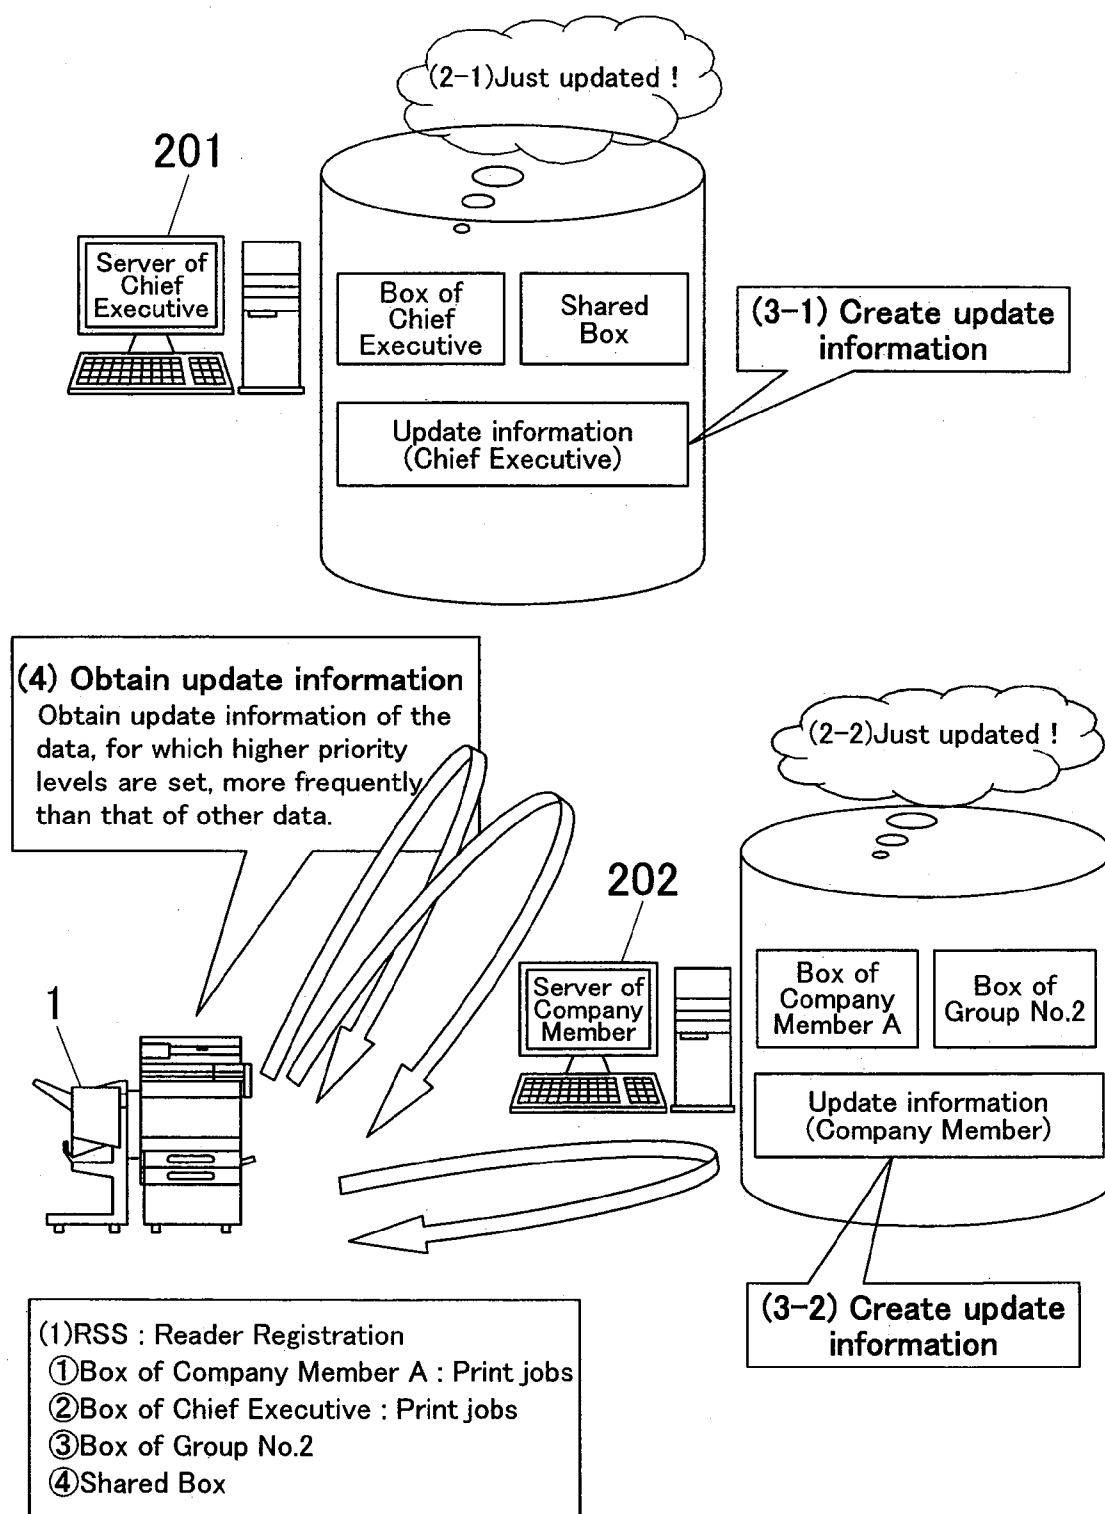 (2-1)Just updated !
201
Server of
Chief
Executive
Box of
Chief
Executive
Shared
Box
(3-1) Create update
information
Update information
(Chief Executive)
(4) Obtain update information
Obtain update information of the
data, for which higher priority
levels are set, more frequently
than that of other data.
(2-2)Just updated !
202
Server of
Company
Member
Box of
Company
Member A
Box of
Group No.2
1
Update information
(Company Member)
(3-2) Create update
information
(1)RSS : Reader Registration
①Box of Company Member A : Print jobs
②Box of Chief Executive : Print jobs
③Box of Group No.2
④Shared Box